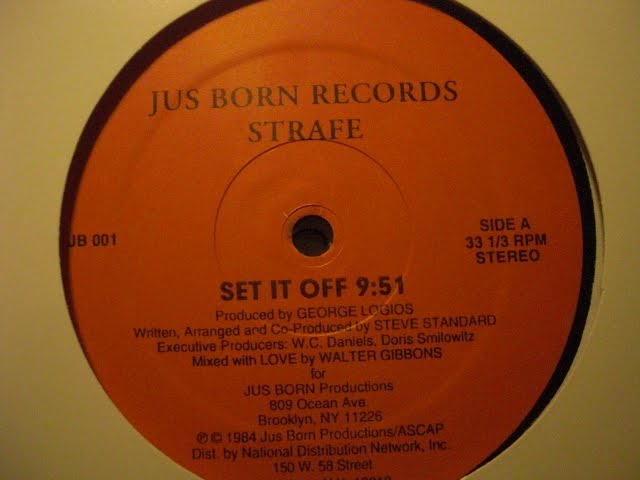 JUS BORN RECORDS
STRAFE
JB 001
SIDE A
33 1/3 RPM
STEREO
SET IT OFF 9:51
Produced by GEORGE LOGIOS
Written, Arranged and Co-Produced by STEVE STANDARD
Executive Producers: W.C. Daniels, Doris Smilowitz
Mixed with LOVE by WALTER GIBBONS
for
JUS BORN Productions
809 Ocean Ave.
Brooklyn, NY 11226
℗ © 1984 Jus Born Productions/ASCAP
Dist. by National Distribution Network, Inc.
150 W. 58 Street